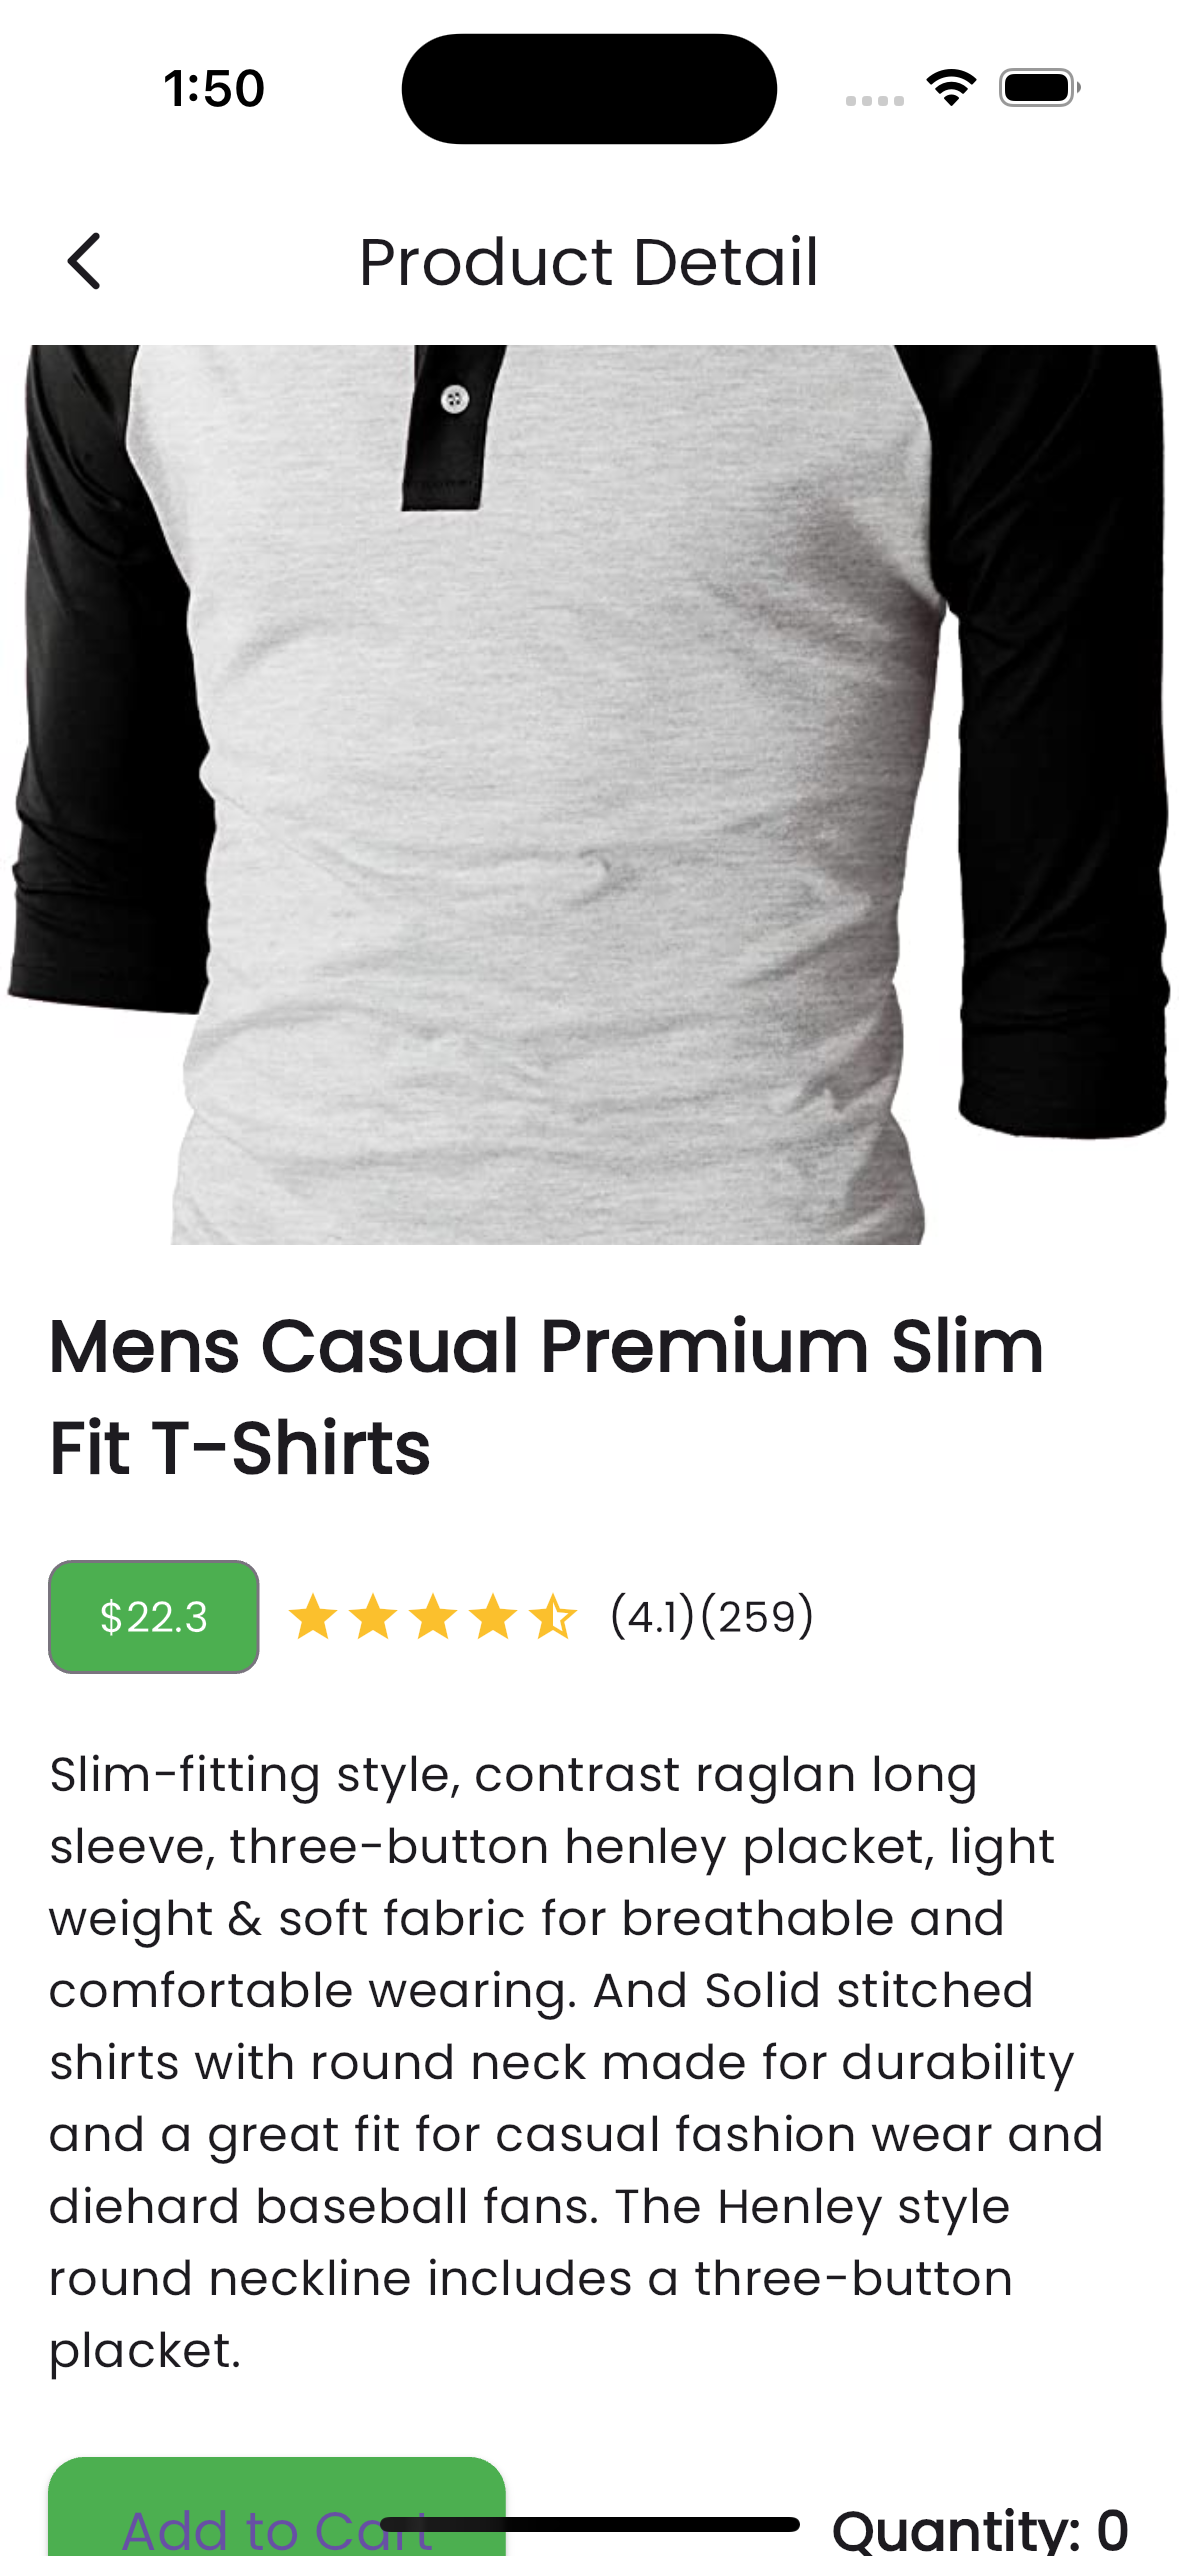 1:50
Product Detail
Mens Casual Premium Slim
Fit T-Shirts
$22.3 (4.1)(259)
Slim-fitting style, contrast raglan long
sleeve, three-button henley placket, light
weight & soft fabric for breathable and
comfortable wearing. And Solid stitched
shirts with round neck made for durability
and a great fit for casual fashion wear and
diehard baseball fans. The Henley style
round neckline includes a three-button
placket.
Add to Cart Quantity: 0